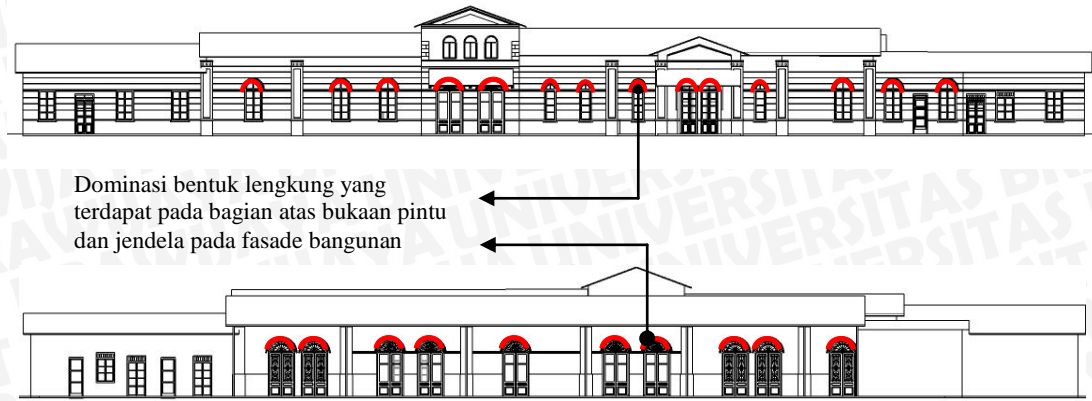 Dominasi bentuk lengkung yang
terdapat pada bagian atas bukaan pintu
dan jendela pada fasade bangunan